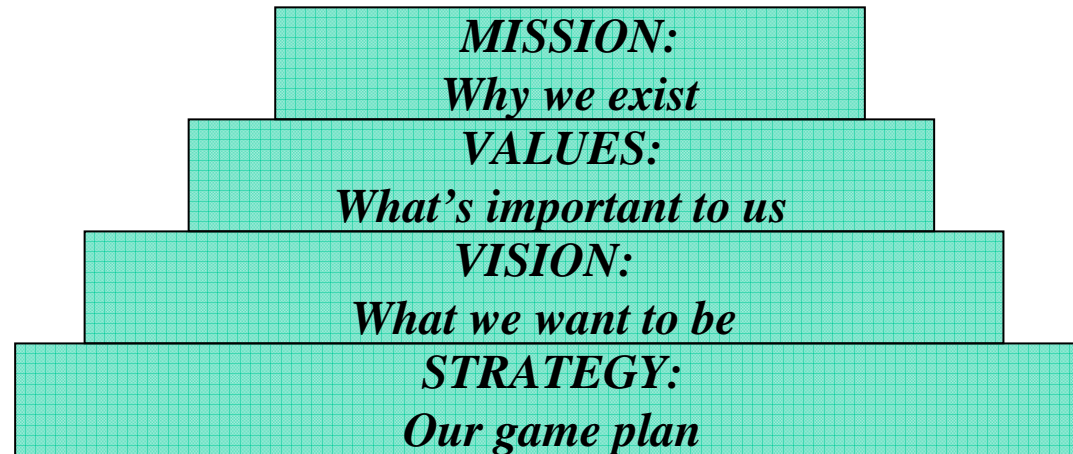 MISSION:
Why we exist
VALUES:
What’s important to us
VISION:
What we want to be
STRATEGY:
Our game plan